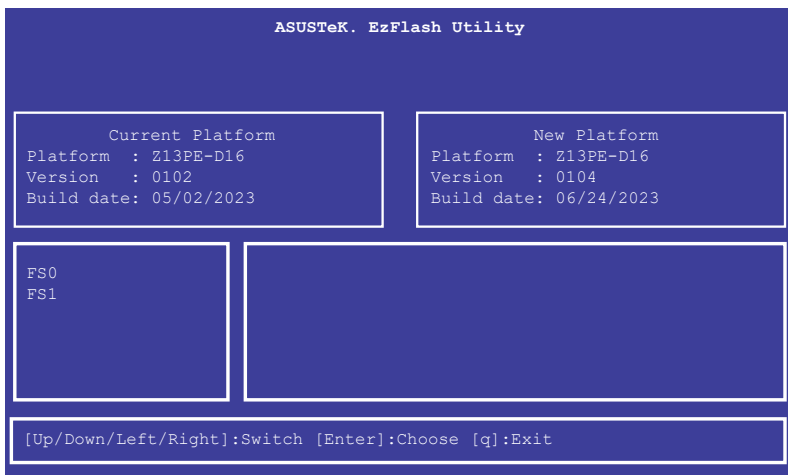 ASUSTeK. EzFlash Utility
Current Platform
Platform : Z13PE-D16
Version : 0102
Build date: 05/02/2023
New Platform
Platform : Z13PE-D16
Version : 0104
Build date: 06/24/2023
FS0
FS1
[Up/Down/Left/Right]:Switch [Enter]:Choose [q]:Exit